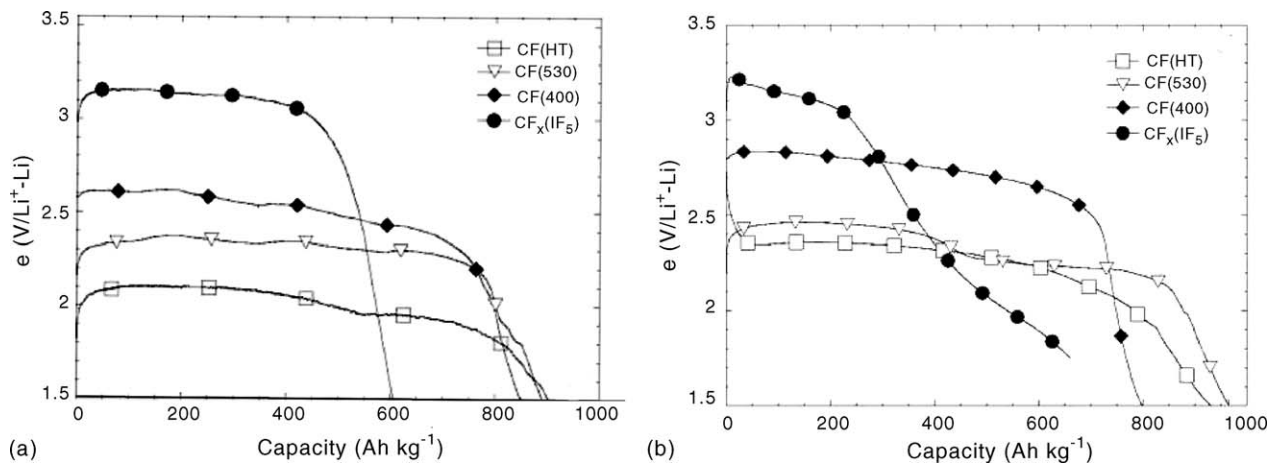 3.5
3
2.5
2
1.5
e (V/Li⁺-Li)
CF(HT)
CF(530)
CF(400)
CFₓ(IF₅)
0 200 400 600 800 1000
Capacity (Ah kg⁻¹)
(a)
3.5
3
2.5
2
1.5
e (V/Li⁺-Li)
CF(HT)
CF(530)
CF(400)
CFₓ(IF₅)
0 200 400 600 800 1000
Capacity (Ah kg⁻¹)
(b)